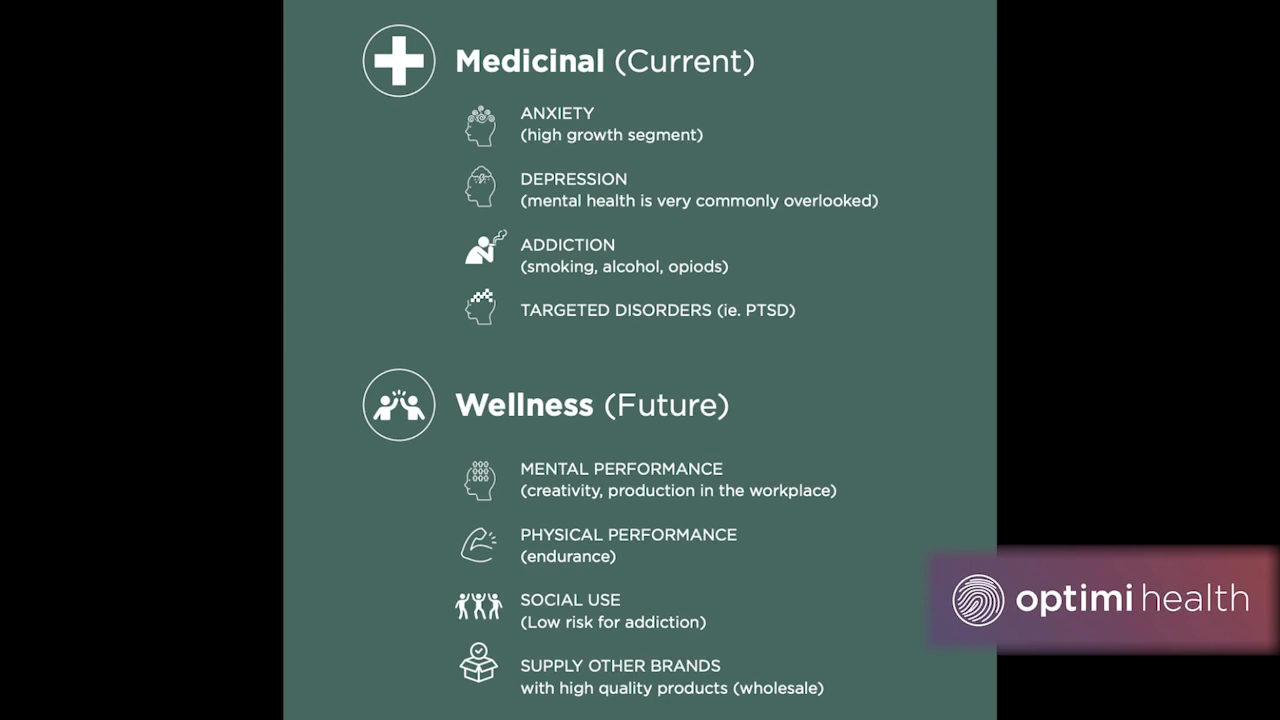 Medicinal (Current)
ANXIETY
(high growth segment)
DEPRESSION
(mental health is very commonly overlooked)
ADDICTION
(smoking, alcohol, opiods)
TARGETED DISORDERS (ie. PTSD)
Wellness (Future)
MENTAL PERFORMANCE
(creativity, production in the workplace)
PHYSICAL PERFORMANCE
(endurance)
SOCIAL USE
(Low risk for addiction)
SUPPLY OTHER BRANDS
with high quality products (wholesale)
optimi health